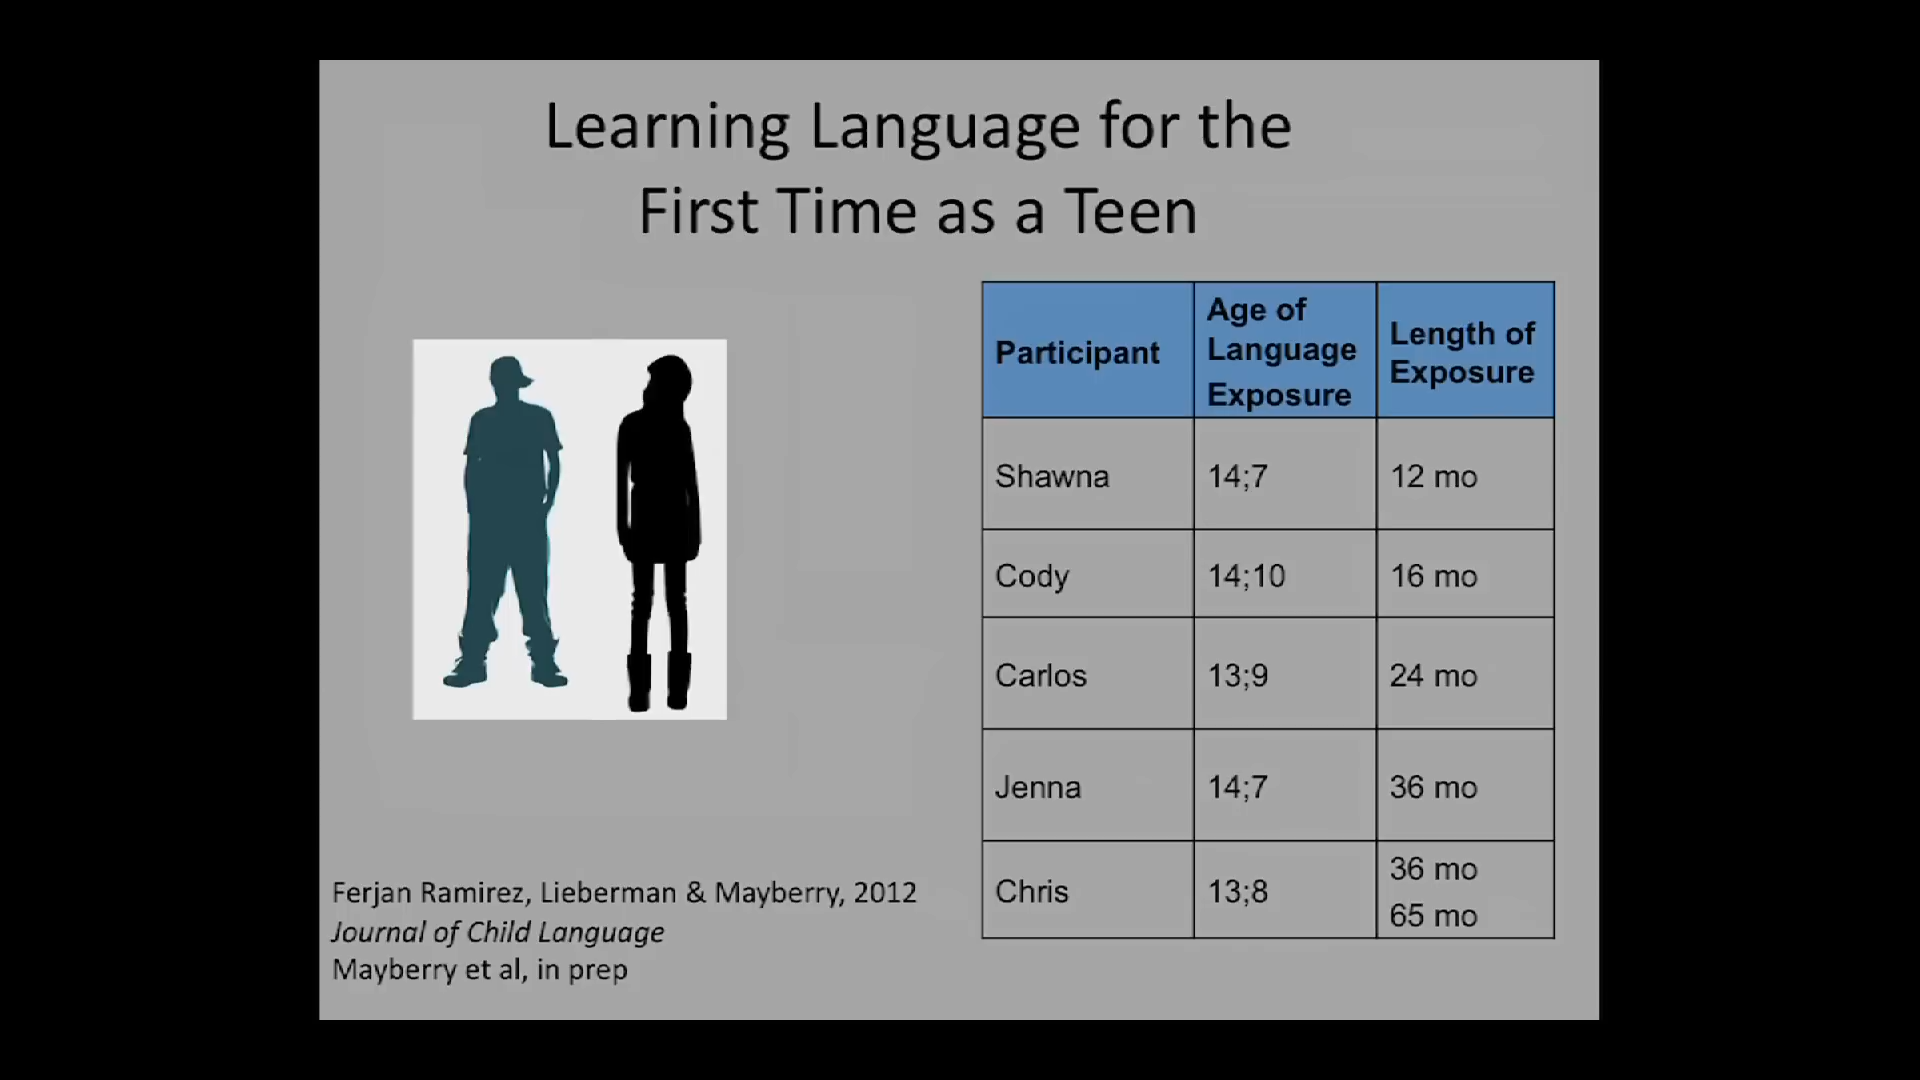 Learning Language for the
First Time as a Teen
Participant
Age of
Language
Exposure
Length of
Exposure
Shawna
14;7
12 mo
Cody
14;10
16 mo
Carlos
13;9
24 mo
Jenna
14;7
36 mo
Chris
13;8
36 mo
65 mo
Ferjan Ramirez, Lieberman & Mayberry, 2012
Journal of Child Language
Mayberry et al, in prep